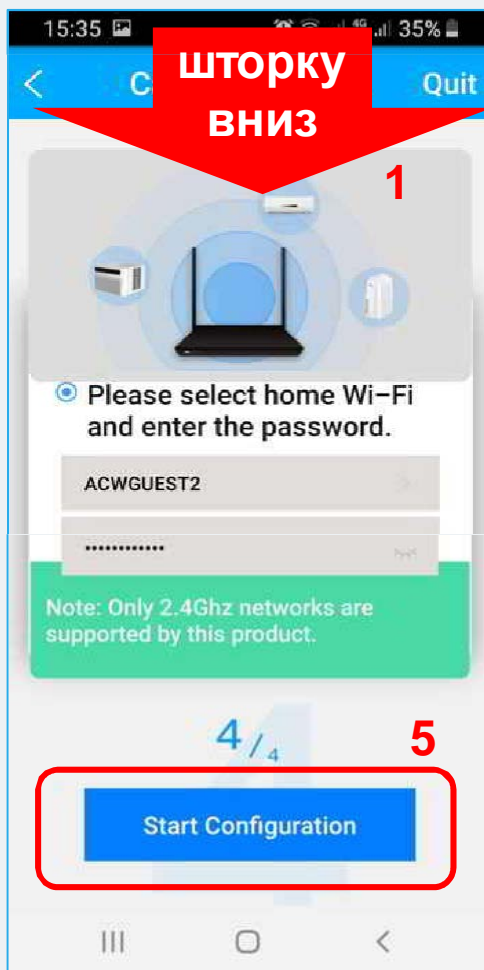 15:35 4G 35%
шторку
вниз
C
Quit
1
Please select home Wi-Fi
and enter the password.
ACWGUEST2
••••••••••••
Note: Only 2.4Ghz networks are
supported by this product.
4/4
5
Start Configuration